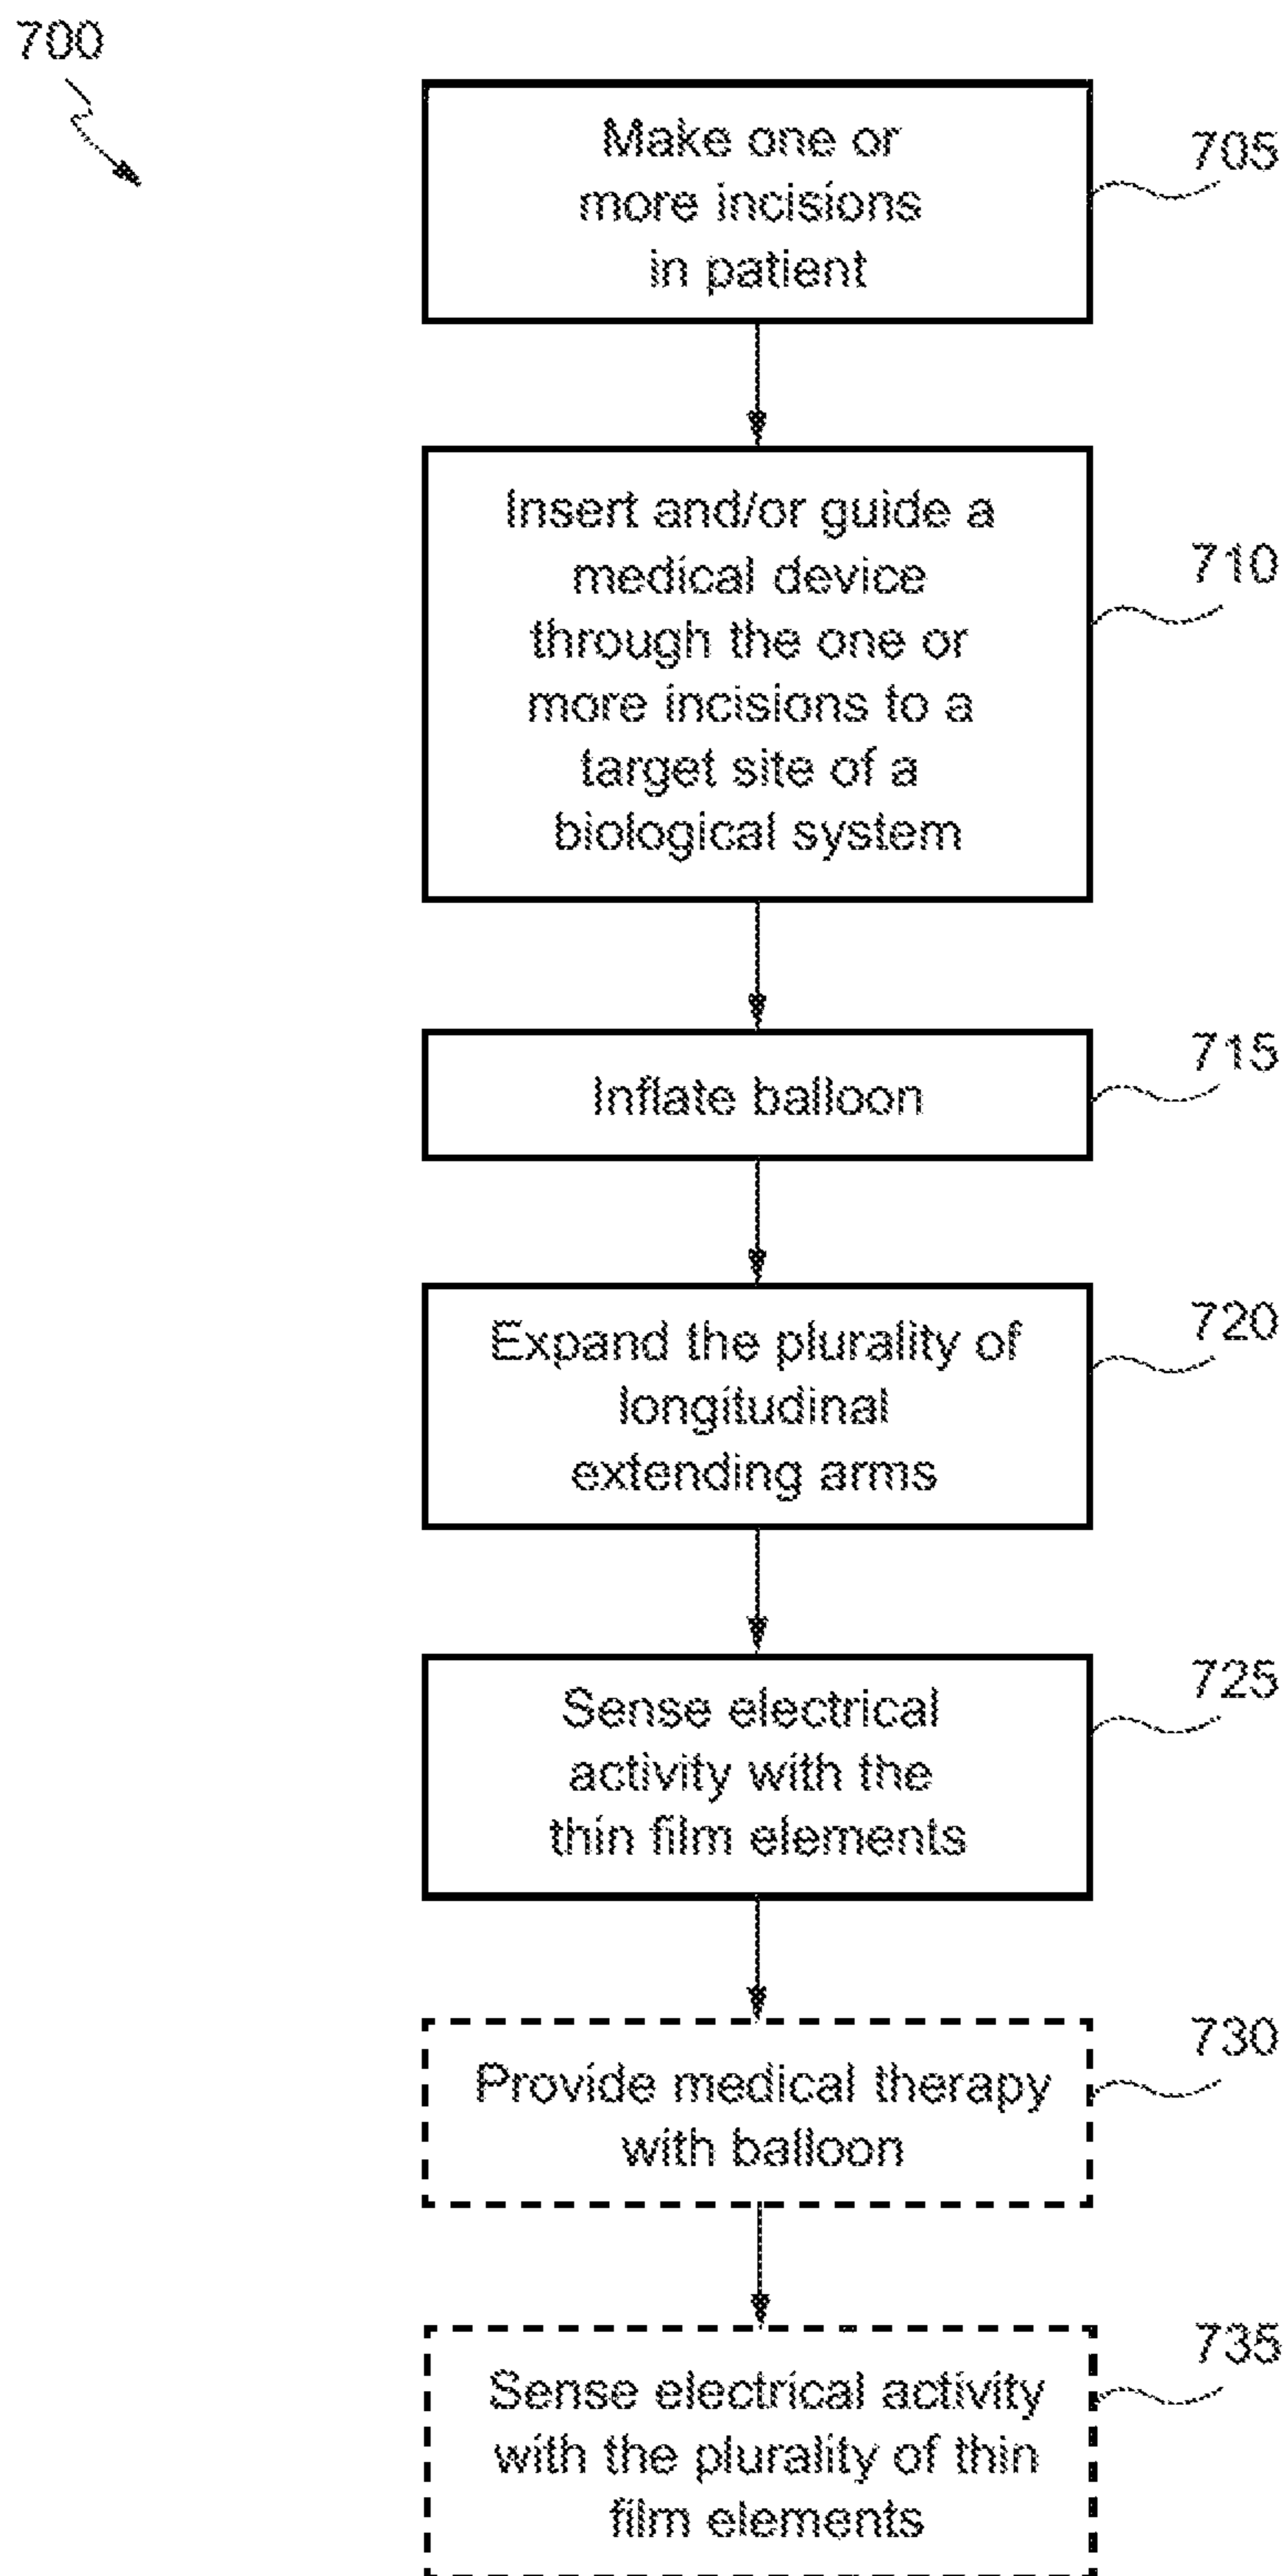 700
Make one or
more incisions
in patient
705
Insert and/or guide a
medical device
through the one or
more incisions to a
target site of a
biological system
710
Inflate balloon
715
Expand the plurality of
longitudinal
extending arms
720
Sense electrical
activity with the
thin film elements
725
Provide medical therapy
with balloon
730
Sense electrical activity
with the plurality of thin
film elements
735